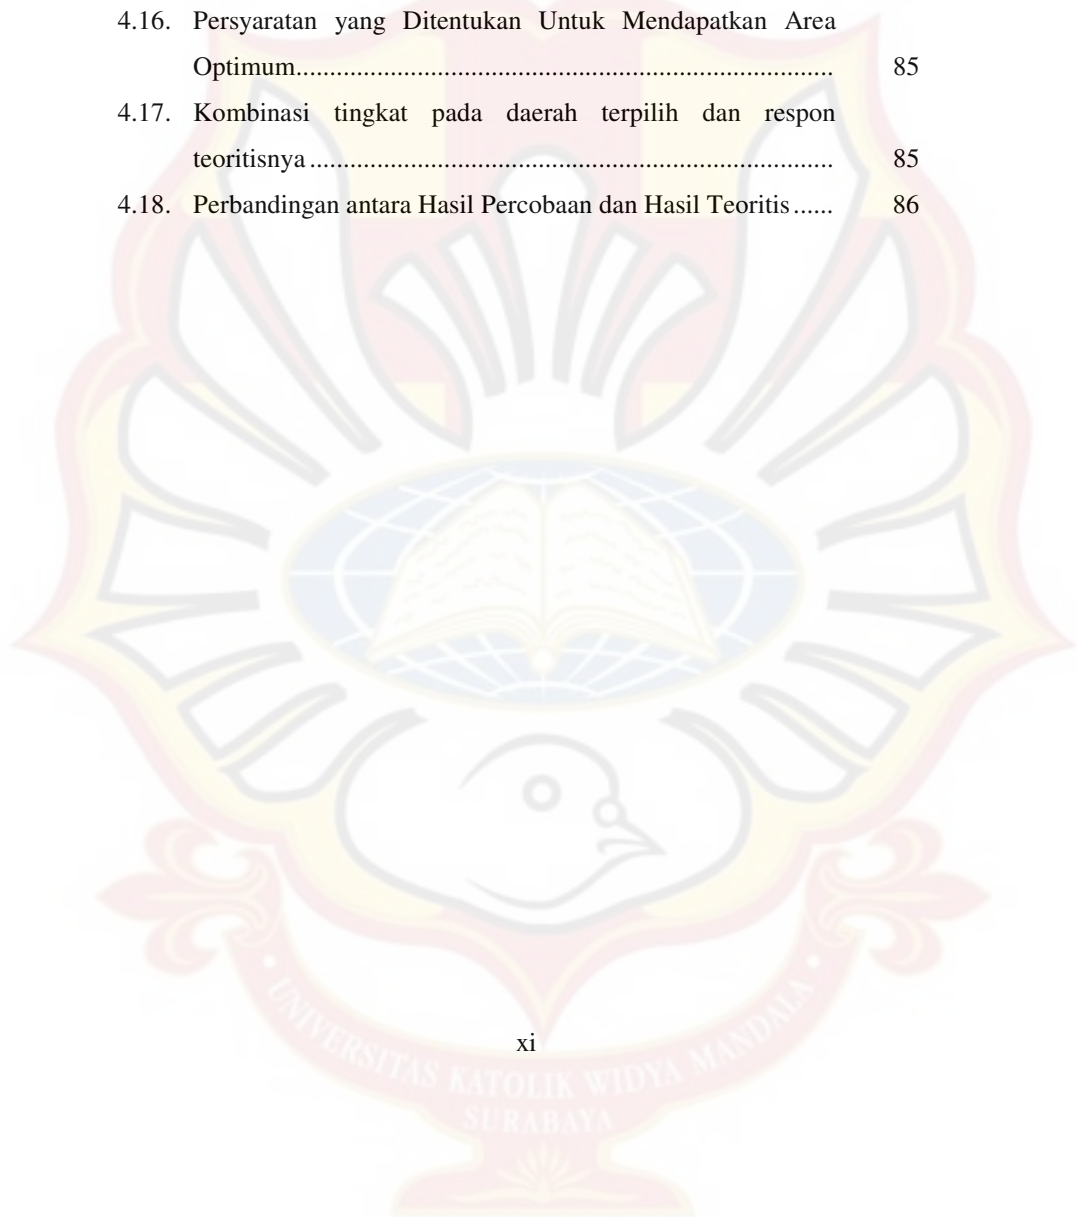 4.16. Persyaratan yang Ditentukan Untuk Mendapatkan Area
Optimum............................................................................... 85
4.17. Kombinasi tingkat pada daerah terpilih dan respon
teoritisnya ............................................................................. 85
4.18. Perbandingan antara Hasil Percobaan dan Hasil Teoritis ...... 86
xi
• UNIVERSITAS KATOLIK WIDYA MANDALA •
SURABAYA